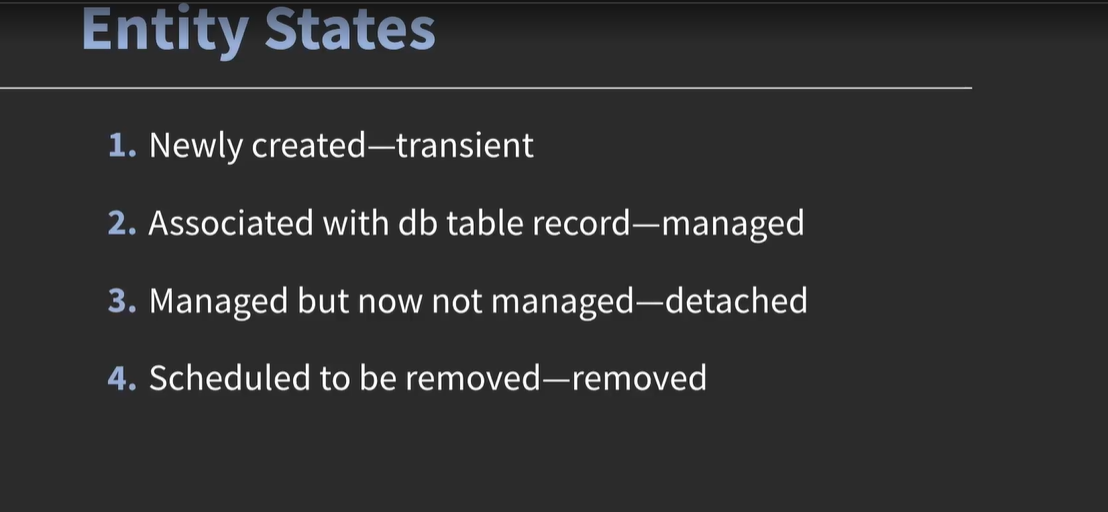 Entity States
1. Newly created—transient
2. Associated with db table record—managed
3. Managed but now not managed—detached
4. Scheduled to be removed—removed